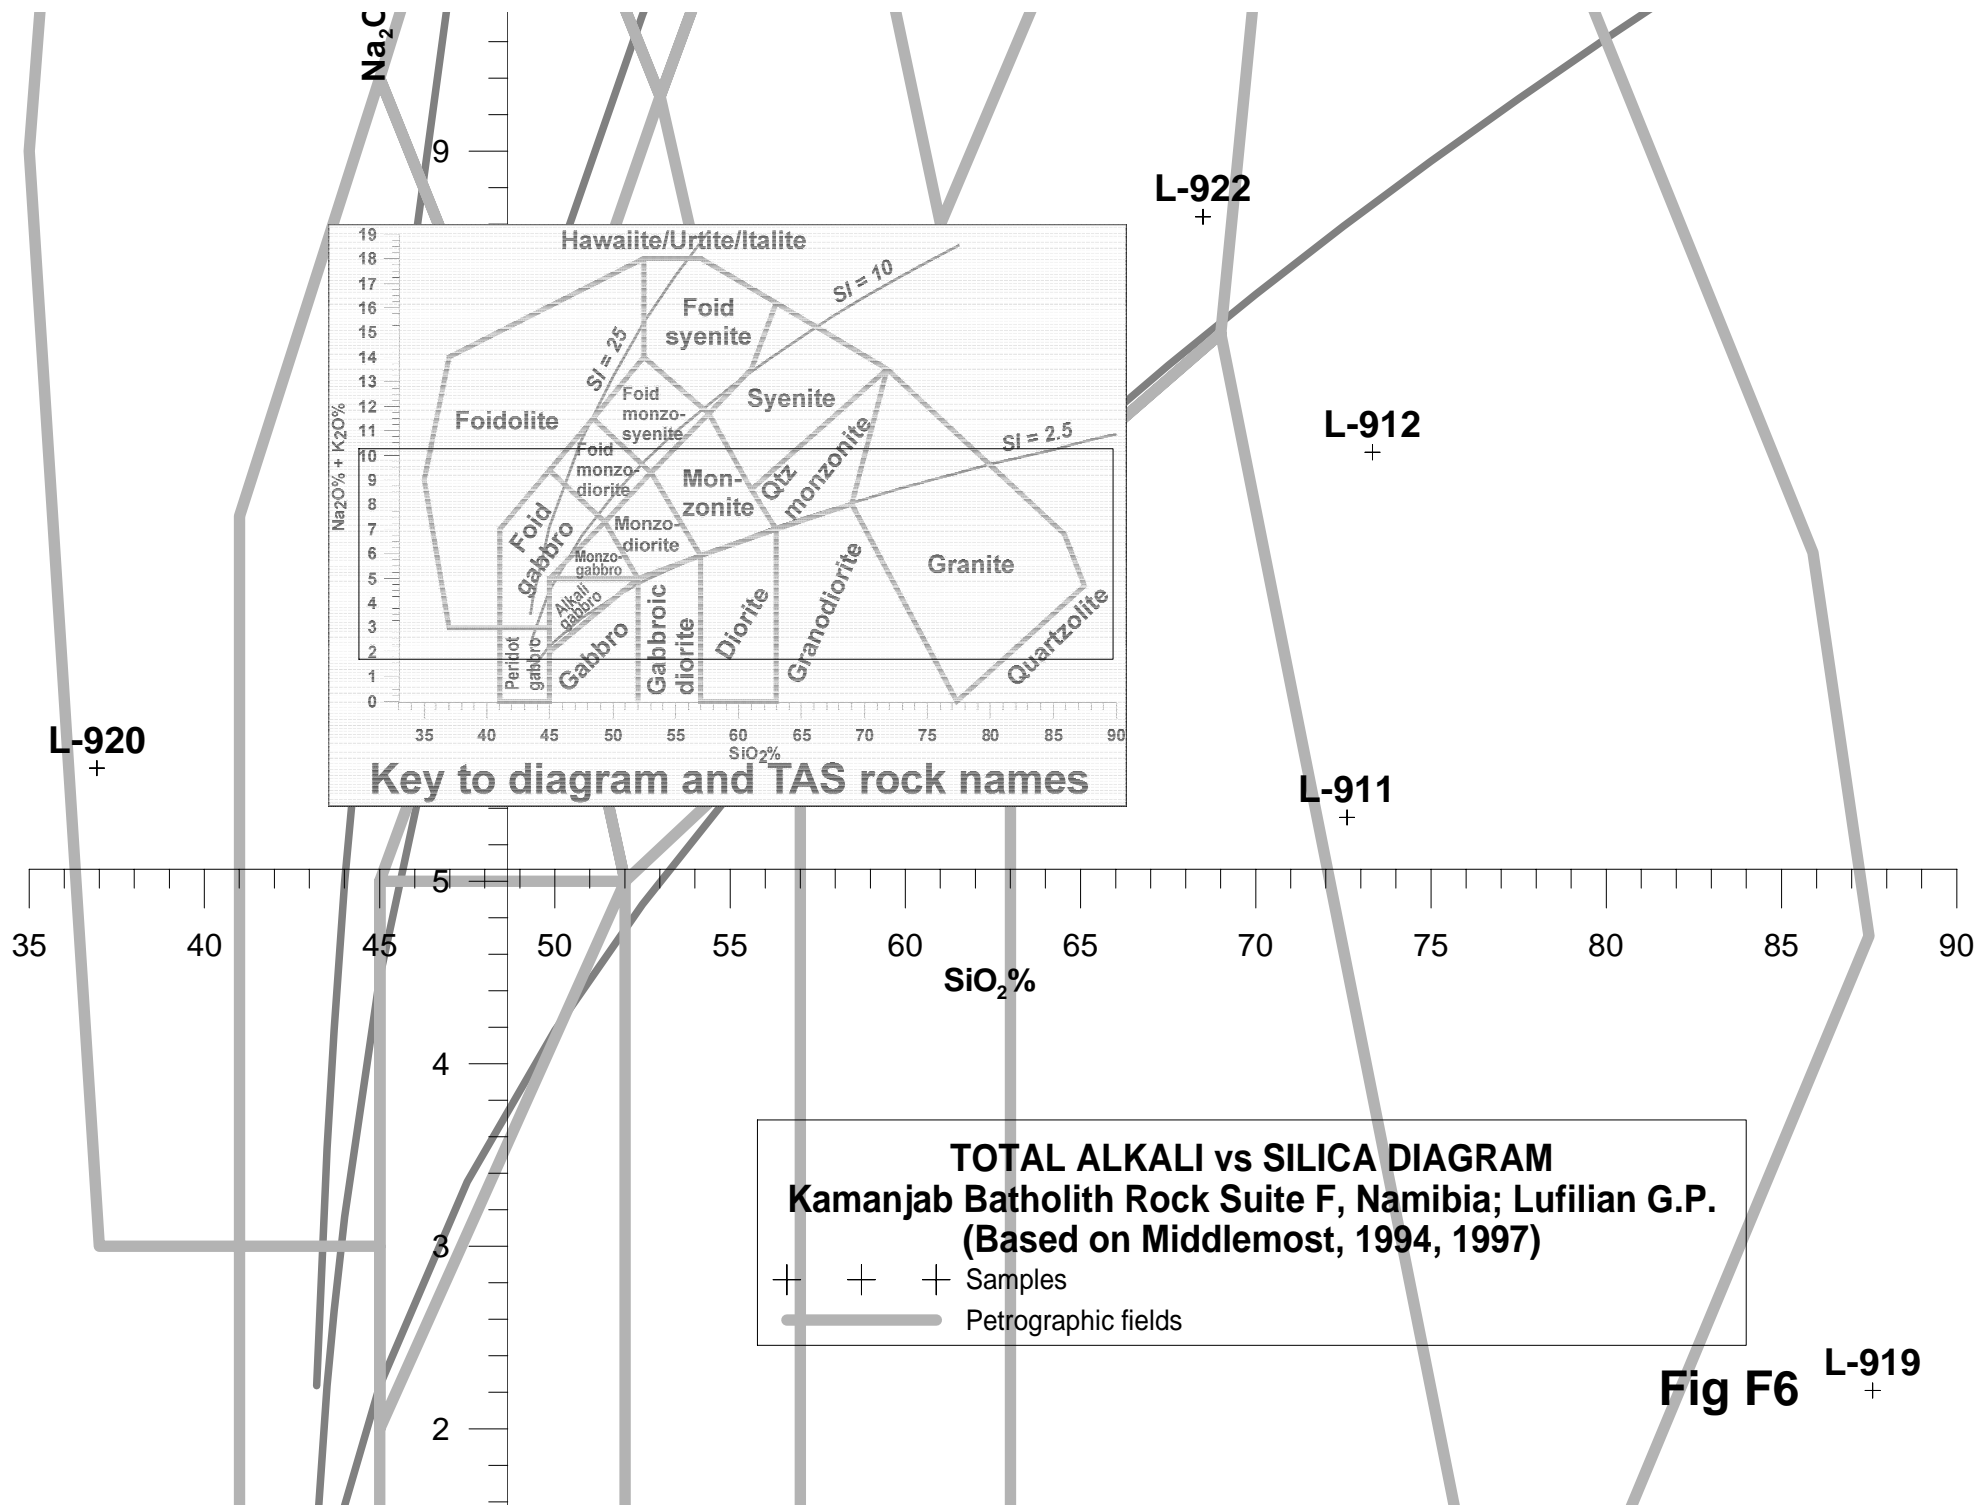 Na₂O
9
L-922
L-912
19
18
17
16
15
14
13
12
11
10
9
8
7
6
5
4
3
2
1
0
Na2O% + K2O%
Hawaiite/Urtite/Italite
SI = 10
SI = 25
SI = 2.5
Foid
syenite
Foidolite
Foid
monzo-
syenite
Syenite
Foid
monzo-
diorite
Mon-
zonite
Qtz
monzonite
Foid
gabbro
Monzo-
diorite
Monzo-
gabbro
Alkali
gabbro
Peridot
gabbro
Gabbro
Gabbroic
diorite
Diorite
Granodiorite
Granite
Quartzolite
35 40 45 50 55 60 65 70 75 80 85 90
SiO2%
Key to diagram and TAS rock names
L-920
L-911
5
35 40 45 50 55 60 65 70 75 80 85 90
SiO₂%
4
3
2
TOTAL ALKALI vs SILICA DIAGRAM
Kamanjab Batholith Rock Suite F, Namibia; Lufilian G.P.
(Based on Middlemost, 1994, 1997)
Samples
Petrographic fields
L-919
Fig F6